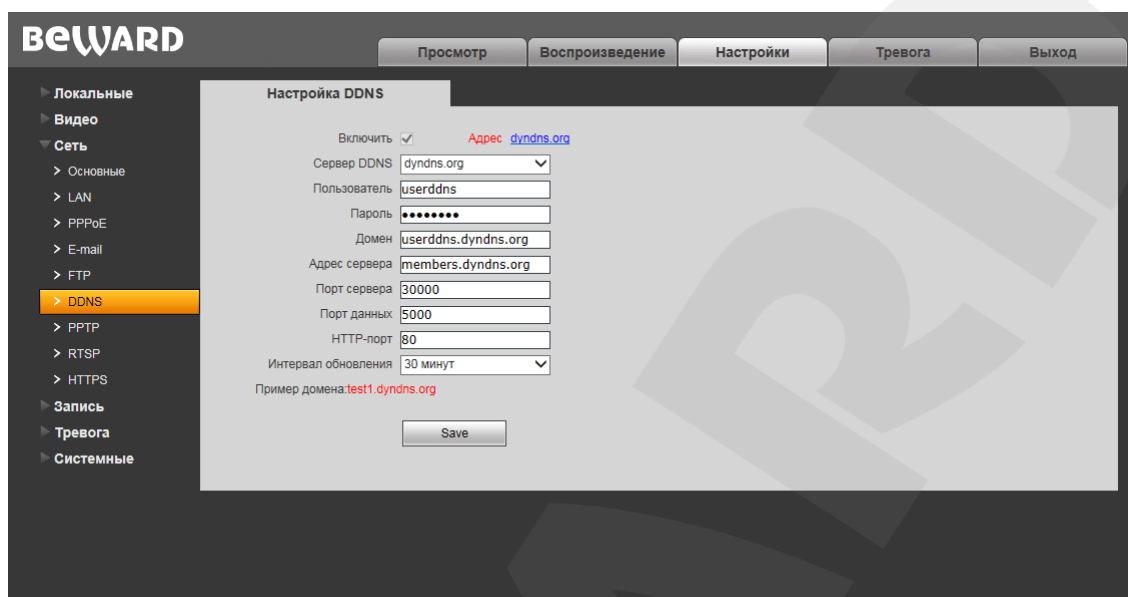 BEWARD
Просмотр Воспроизведение Настройки Тревога Выход
Локальные
Видео
Сеть
> Основные
> LAN
> PPPoE
> E-mail
> FTP
> DDNS
> PPTP
> RTSP
> HTTPS
Запись
Тревога
Системные
Настройка DDNS
Включить Адрес dyndns.org
Сервер DDNS dyndns.org
Пользователь userddns
Пароль ••••••••
Домен userddns.dyndns.org
Адрес сервера members.dyndns.org
Порт сервера 30000
Порт данных 5000
HTTP-порт 80
Интервал обновления 30 минут
Пример домена:test1.dyndns.org
Save